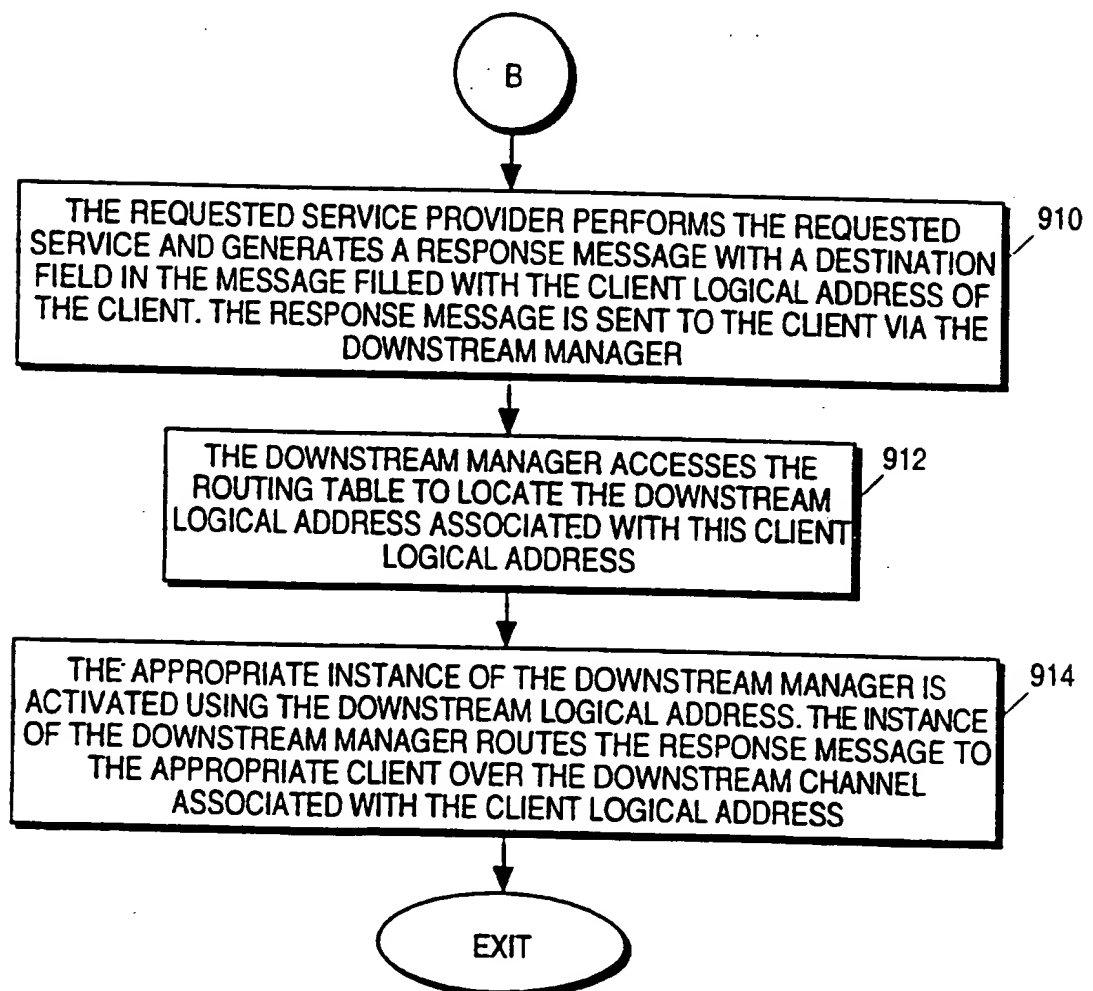 B
THE REQUESTED SERVICE PROVIDER PERFORMS THE REQUESTED
SERVICE AND GENERATES A RESPONSE MESSAGE WITH A DESTINATION
FIELD IN THE MESSAGE FILLED WITH THE CLIENT LOGICAL ADDRESS OF
THE CLIENT. THE RESPONSE MESSAGE IS SENT TO THE CLIENT VIA THE
DOWNSTREAM MANAGER
910
THE DOWNSTREAM MANAGER ACCESSES THE
ROUTING TABLE TO LOCATE THE DOWNSTREAM
LOGICAL ADDRESS ASSOCIATED WITH THIS CLIENT
LOGICAL ADDRESS
912
THE APPROPRIATE INSTANCE OF THE DOWNSTREAM MANAGER IS
ACTIVATED USING THE DOWNSTREAM LOGICAL ADDRESS. THE INSTANCE
OF THE DOWNSTREAM MANAGER ROUTES THE RESPONSE MESSAGE TO
THE APPROPRIATE CLIENT OVER THE DOWNSTREAM CHANNEL
ASSOCIATED WITH THE CLIENT LOGICAL ADDRESS
914
EXIT